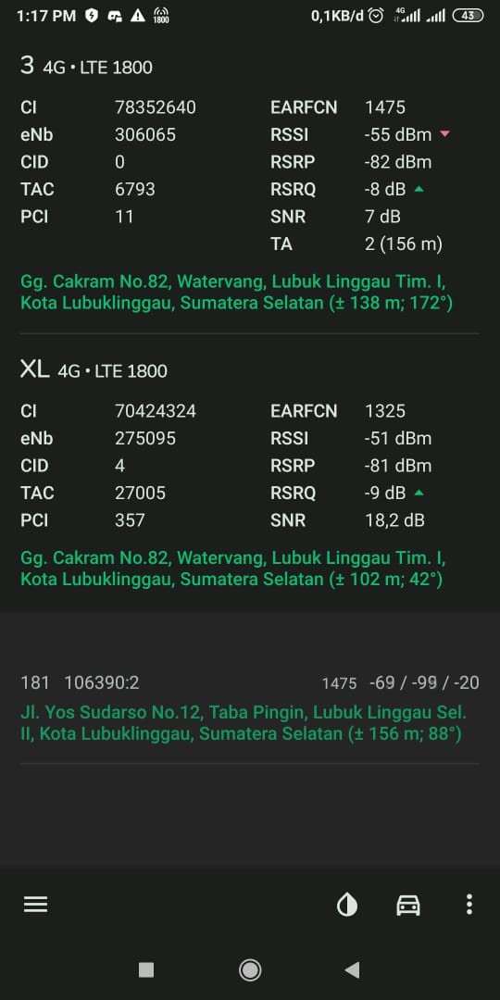 1:17 PM 1800 0,1KB/d 4G 43
3 4G • LTE 1800
CI 78352640 EARFCN 1475
eNb 306065 RSSI -55 dBm
CID 0 RSRP -82 dBm
TAC 6793 RSRQ -8 dB
PCI 11 SNR 7 dB
TA 2 (156 m)
Gg. Cakram No.82, Watervang, Lubuk Linggau Tim. I,
Kota Lubuklinggau, Sumatera Selatan (± 138 m; 172°)
XL 4G • LTE 1800
CI 70424324 EARFCN 1325
eNb 275095 RSSI -51 dBm
CID 4 RSRP -81 dBm
TAC 27005 RSRQ -9 dB
PCI 357 SNR 18,2 dB
Gg. Cakram No.82, Watervang, Lubuk Linggau Tim. I,
Kota Lubuklinggau, Sumatera Selatan (± 102 m; 42°)
181 106390:2 1475 -69 / -99 / -20
Jl. Yos Sudarso No.12, Taba Pingin, Lubuk Linggau Sel.
II, Kota Lubuklinggau, Sumatera Selatan (± 156 m; 88°)